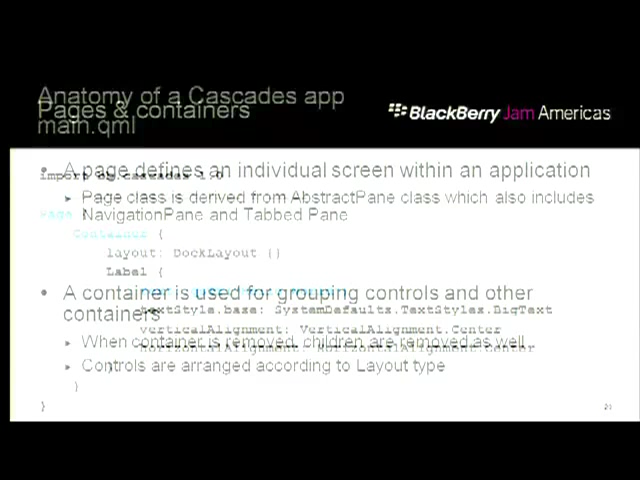 Anatomy of a Cascades app
Pages & containers
main.qml
BlackBerry Jam Americas
• A page defines an individual screen within an application
import bb.cascades 1.0
Page class is derived from AbstractPane class which also includes
Page {
NavigationPane and Tabbed Pane
Container {
layout: DockLayout {}
Label {
• A container is used for grouping controls and other
containers
textStyle.base: SystemDefaults.TextStyles.BigText
verticalAlignment: VerticalAlignment.Center
When container is removed, children are removed as well
horizontalAlignment: HorizontalAlignment.Center
Controls are arranged according to Layout type
}
}
}